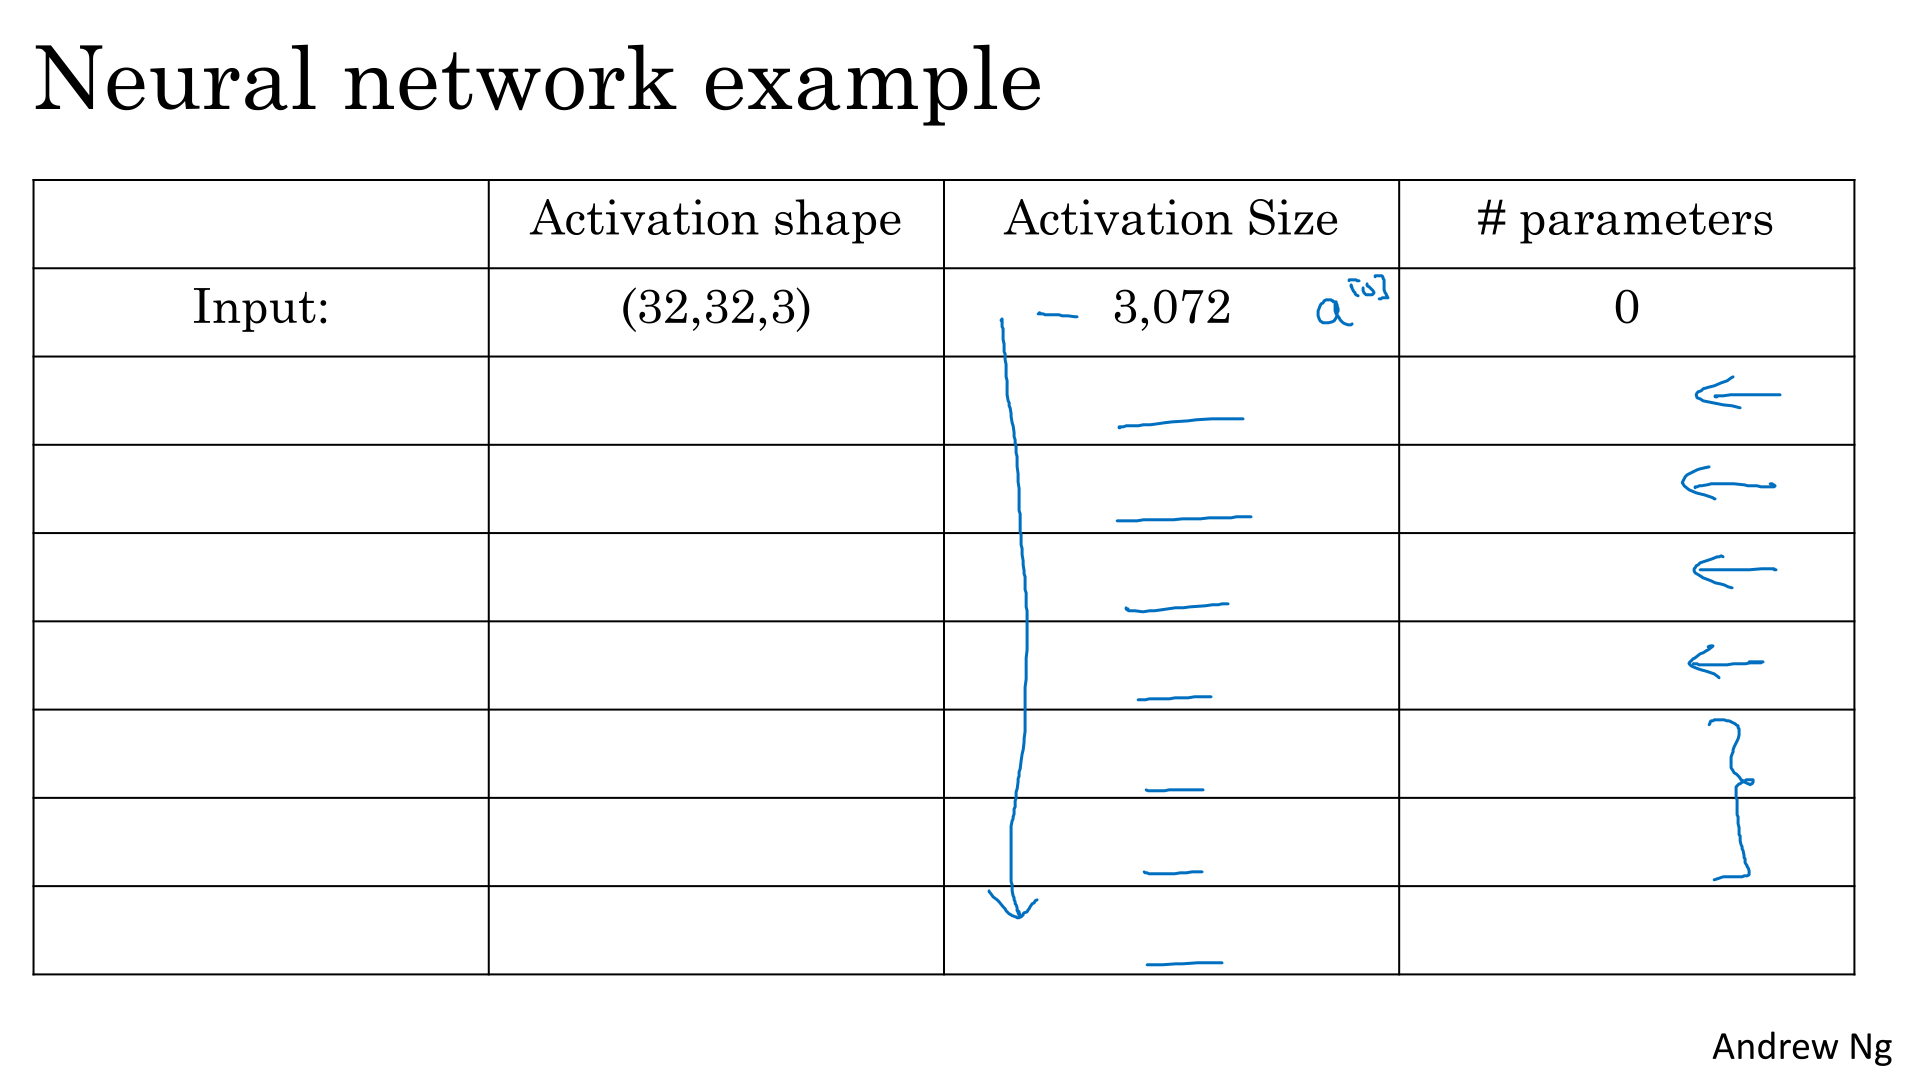 Neural network example
Activation shape Activation Size # parameters
Input: (32,32,3) 3,072 a[0] 0
Andrew Ng